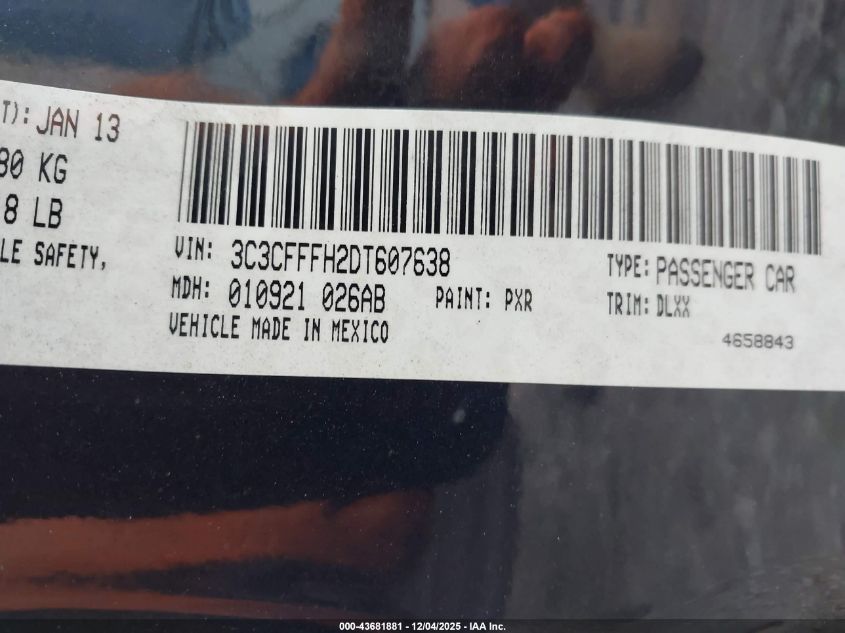 T): JAN 13
80 KG
8 LB
LE SAFETY,
VIN: 3C3CFFFH2DT607638
TYPE: PASSENGER CAR
MDH: 010921 026AB
PAINT: PXR
TRIM: DLXX
VEHICLE MADE IN MEXICO
4658843
000-43681881 - 12/04/2025 - IAA Inc.